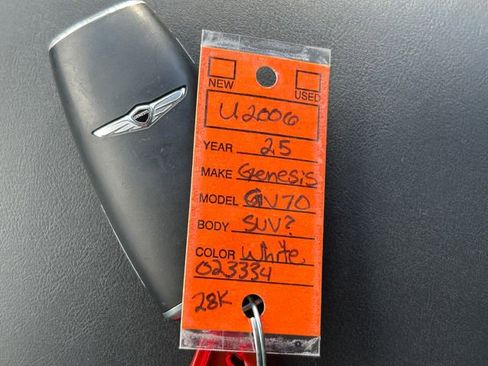 NEW USED
U2006
YEAR 25
MAKE Genesis
MODEL GV70
BODY SUV?
COLOR White
023334
28K